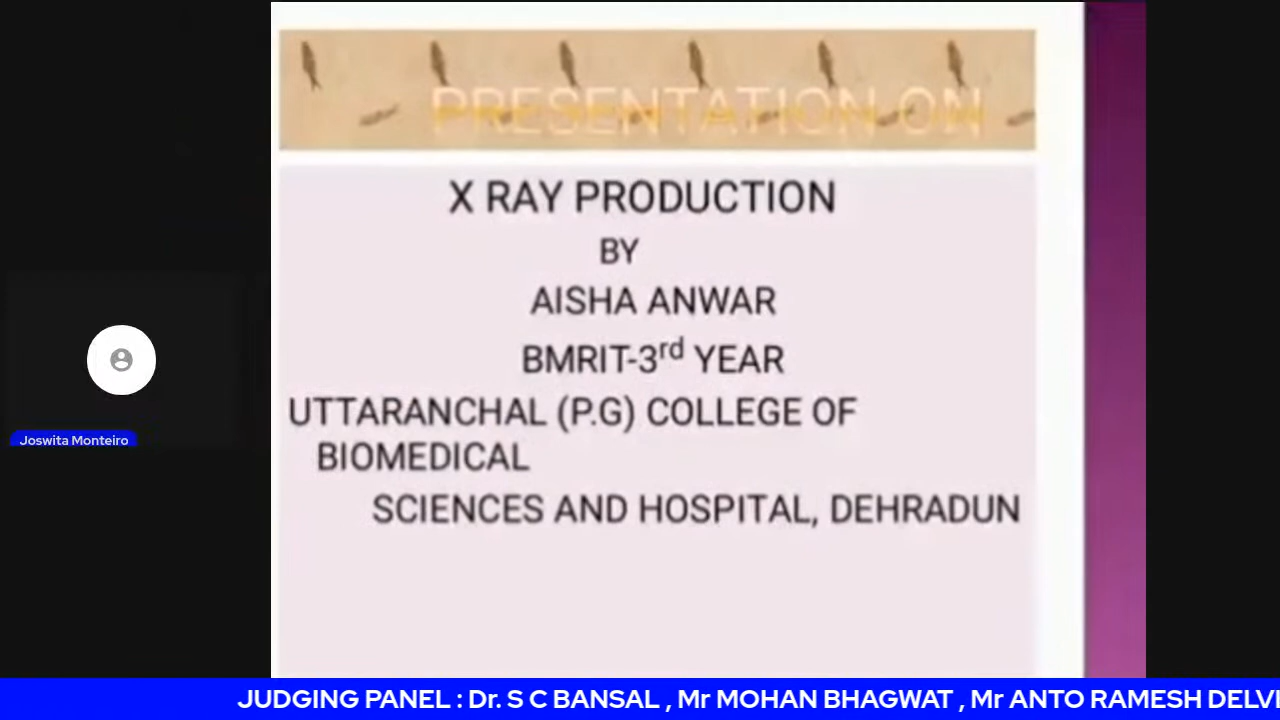 PRESENTATION ON
X RAY PRODUCTION
BY
AISHA ANWAR
BMRIT-3rd YEAR
UTTARANCHAL (P.G) COLLEGE OF
BIOMEDICAL
SCIENCES AND HOSPITAL, DEHRADUN
Joswita Monteiro
JUDGING PANEL : Dr. S C BANSAL , Mr MOHAN BHAGWAT , Mr ANTO RAMESH